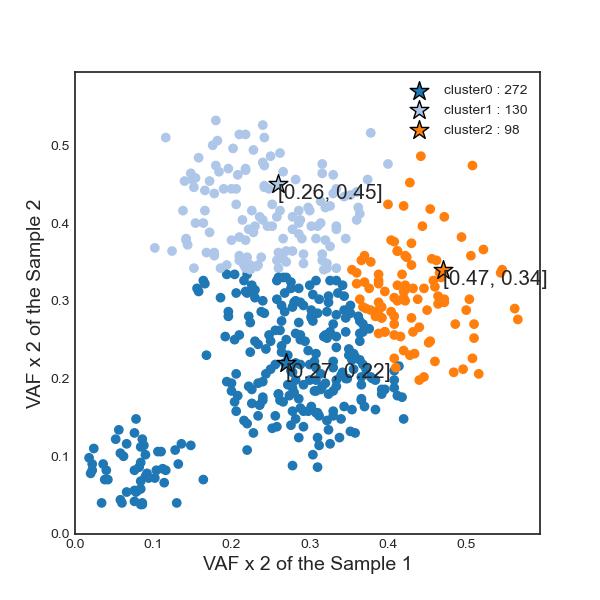 cluster0 : 272
cluster1 : 130
cluster2 : 98
[0.26, 0.45]
[0.47, 0.34]
[0.27, 0.22]
0.5
0.4
0.3
0.2
0.1
0.0
VAF x 2 of the Sample 2
0.0 0.1 0.2 0.3 0.4 0.5
VAF x 2 of the Sample 1